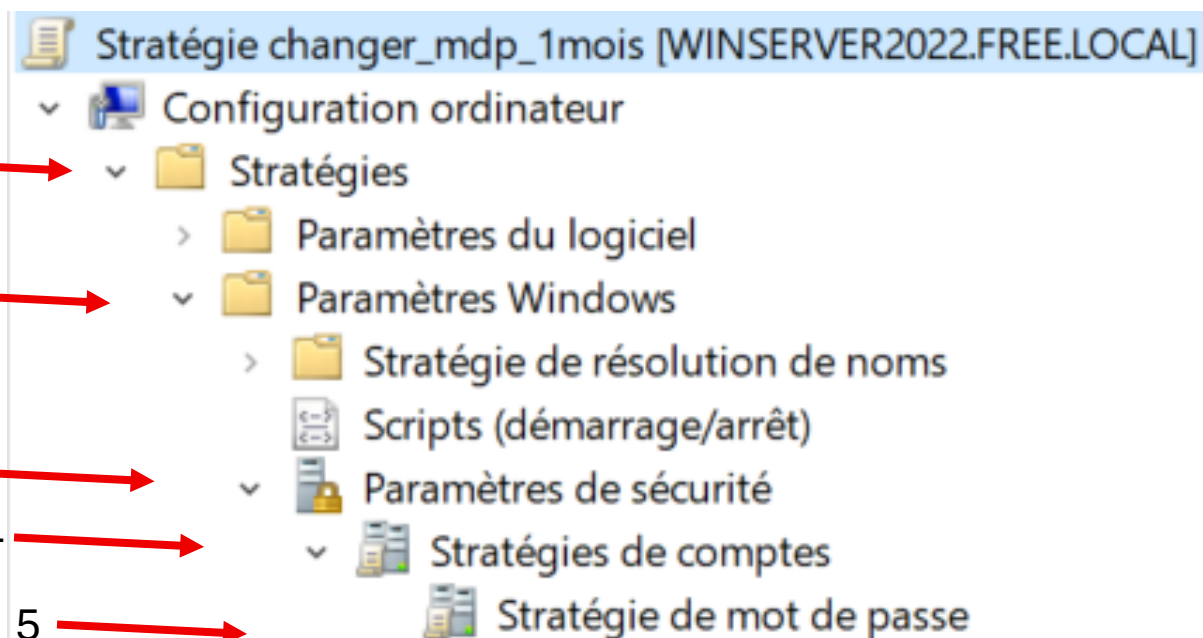 Stratégie changer_mdp_1mois [WINSERVER2022.FREE.LOCAL]
Configuration ordinateur
Stratégies
Paramètres du logiciel
Paramètres Windows
Stratégie de résolution de noms
Scripts (démarrage/arrêt)
Paramètres de sécurité
Stratégies de comptes
5 Stratégie de mot de passe